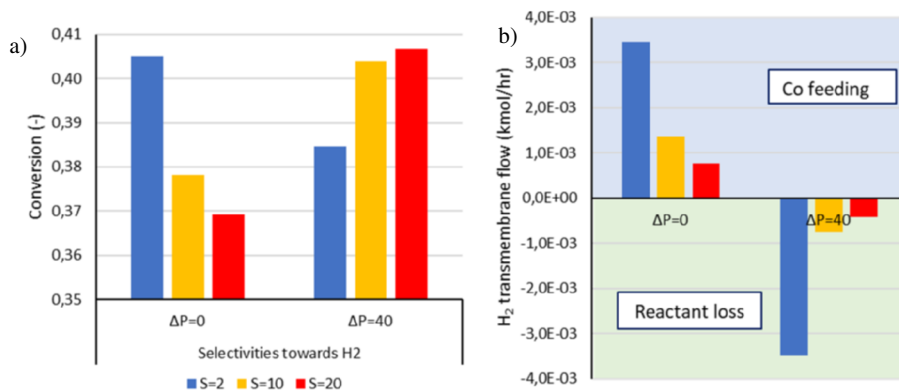 a)
Conversion (-)
0,41
0,40
0,39
0,38
0,37
0,36
0,35
ΔP=0
ΔP=40
Selectivities towards H2
S=2 S=10 S=20
b)
H₂ transmembrane flow (kmol/hr)
4,0E-03
3,0E-03
2,0E-03
1,0E-03
0,0E+00
-1,0E-03
-2,0E-03
-3,0E-03
-4,0E-03
Co feeding
ΔP=0
ΔP=40
Reactant loss